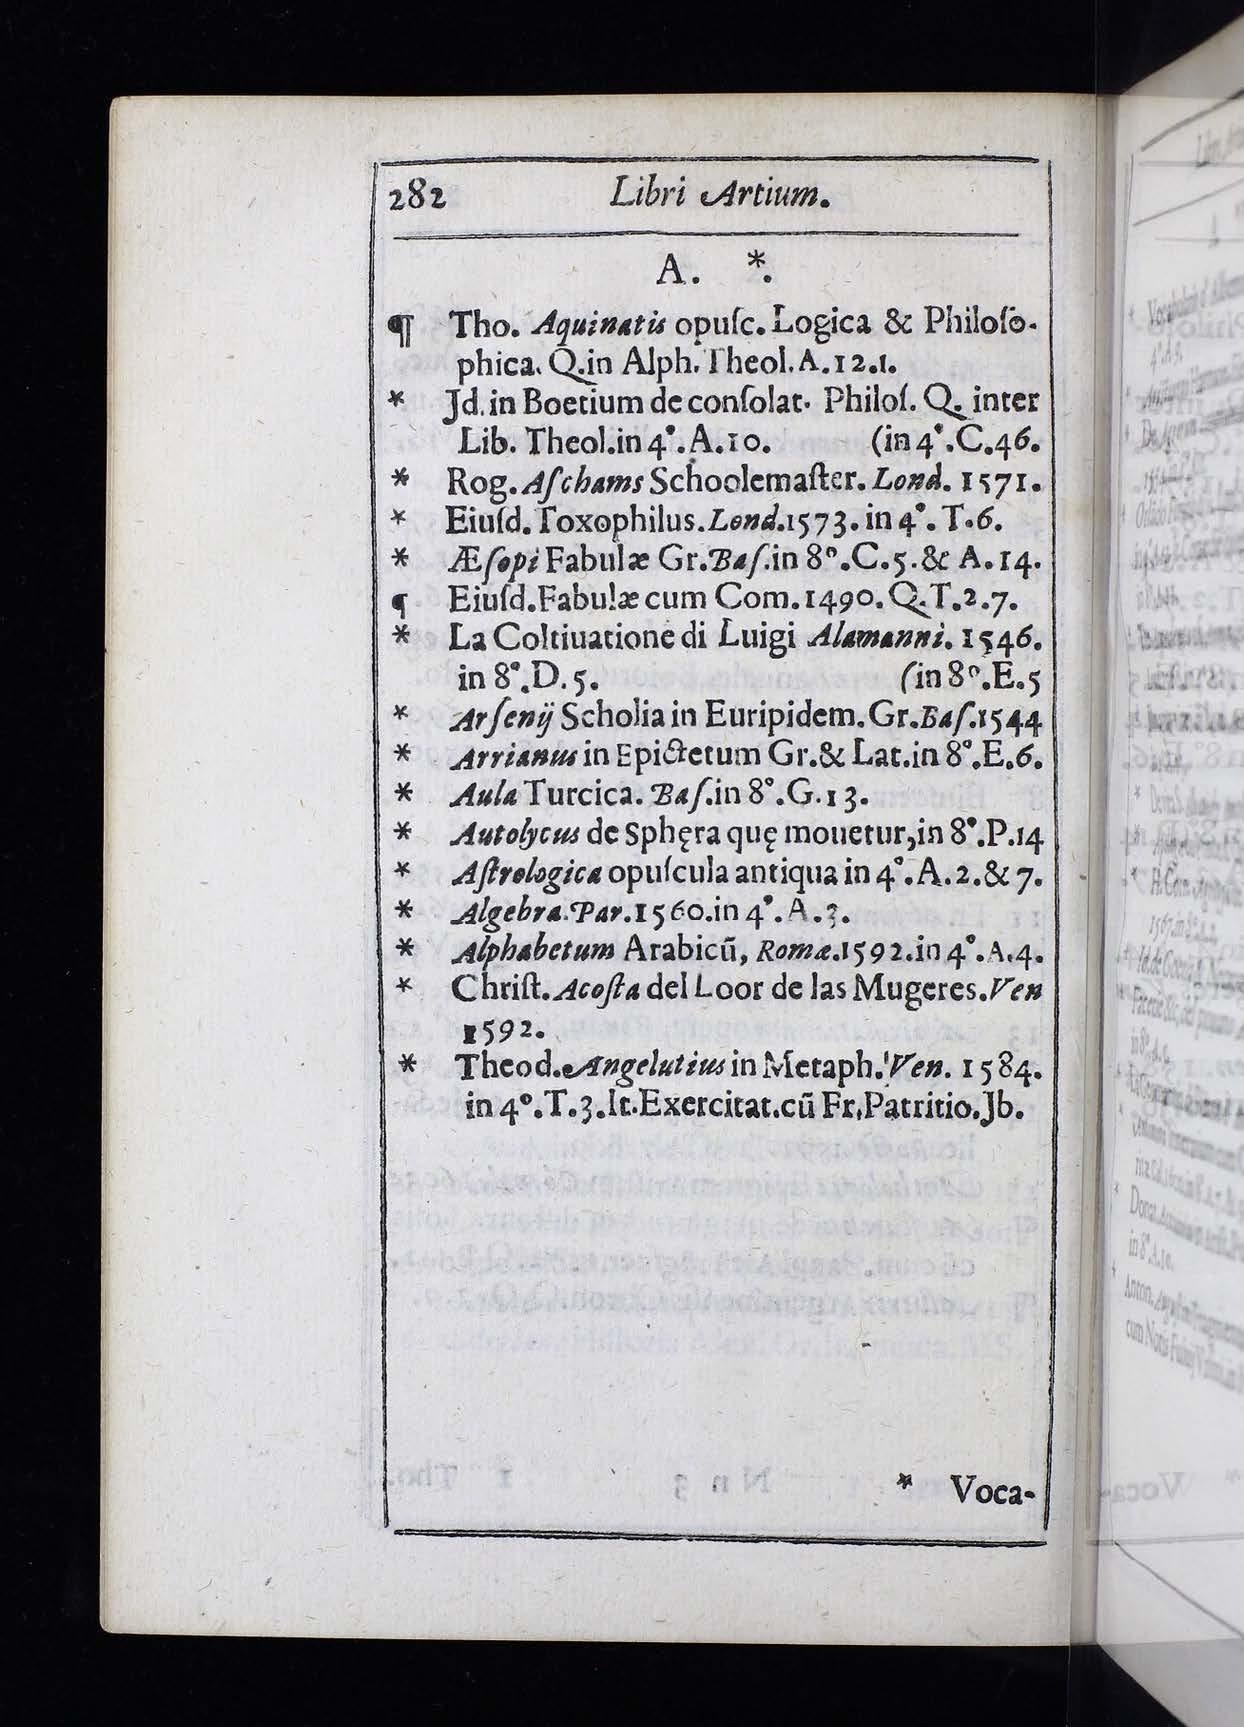 282 Libri Artium.
A. *.
¶ Tho. Aquinatis opuſc. Logica & Philoſo-
phica. Q.in Alph. Theol. A.12.1.
* Jd. in Boetium de conſolat. Philoſ. Q. inter
Lib. Theol.in 4°.A.10. (in 4°.C.46.
* Rog. Aſchams Schoolemaſter. Lond. 1571.
* Eiuſd. Toxophilus. Lond.1573. in 4°. T.6.
* Æſopi Fabulæ Gr. Baſ.in 8°.C.5.& A.14.
¶ Eiuſd. Fabulæ cum Com. 1490. Q.T.2.7.
* La Coltiuatione di Luigi Alamanni. 1546.
in 8°.D.5. (in 8°.E.5
* Arſenij Scholia in Euripidem. Gr. Baſ.1544
* Arrianus in Epictetum Gr.& Lat.in 8°.E.6.
* Aula Turcica. Baſ.in 8°.G.13.
* Autolycus de Sphęra quę mouetur,in 8°.P.14
* Aſtrologica opuſcula antiqua in 4°.A.2.& 7.
* Algebra. Par.1560.in 4°.A.3.
* Alphabetum Arabicū, Romæ.1592.in 4°.A.4.
* Chriſt. Acoſta del Loor de las Mugeres. Ven
1592.
* Theod. Angelutius in Metaph. Ven. 1584.
in 4°.T.3.It.Exercitat.cū Fr.Patritio.Jb.
* Voca-